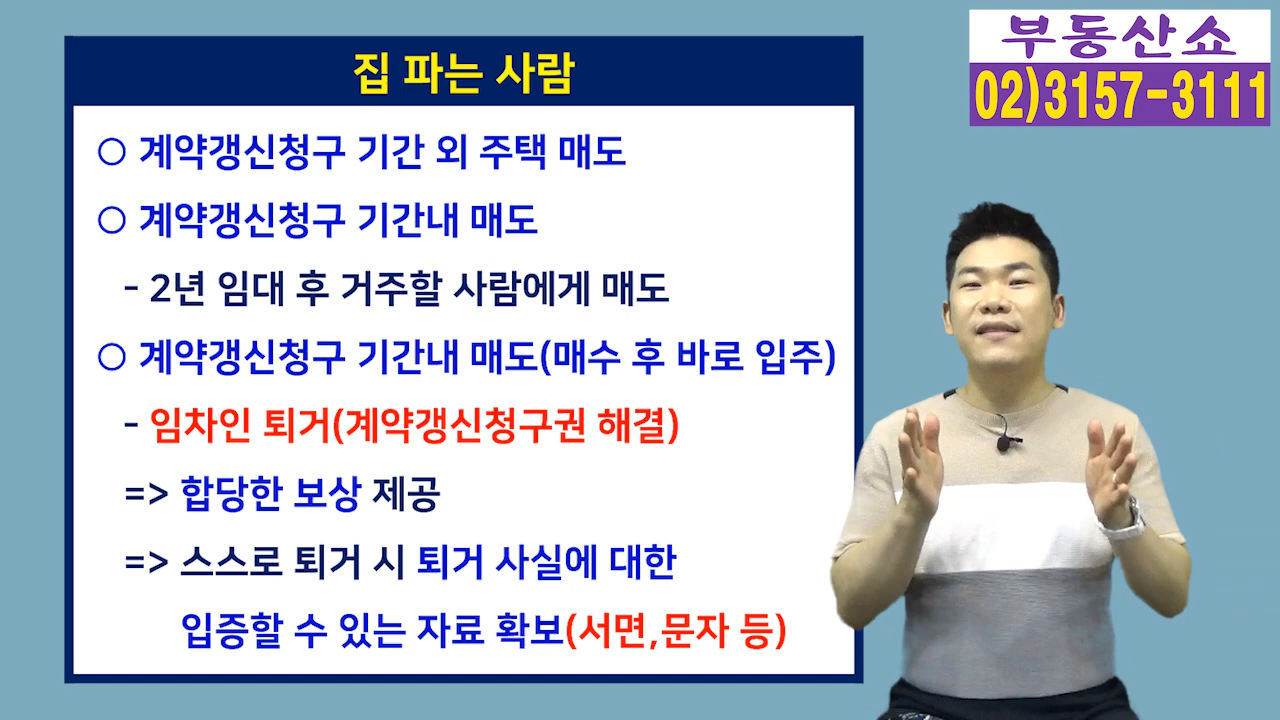 집 파는 사람
○ 계약갱신청구 기간 외 주택 매도
○ 계약갱신청구 기간내 매도
- 2년 임대 후 거주할 사람에게 매도
○ 계약갱신청구 기간내 매도(매수 후 바로 입주)
- 임차인 퇴거(계약갱신청구권 해결)
=> 합당한 보상 제공
=> 스스로 퇴거 시 퇴거 사실에 대한
입증할 수 있는 자료 확보(서면,문자 등)
부동산쇼
02)3157-3111